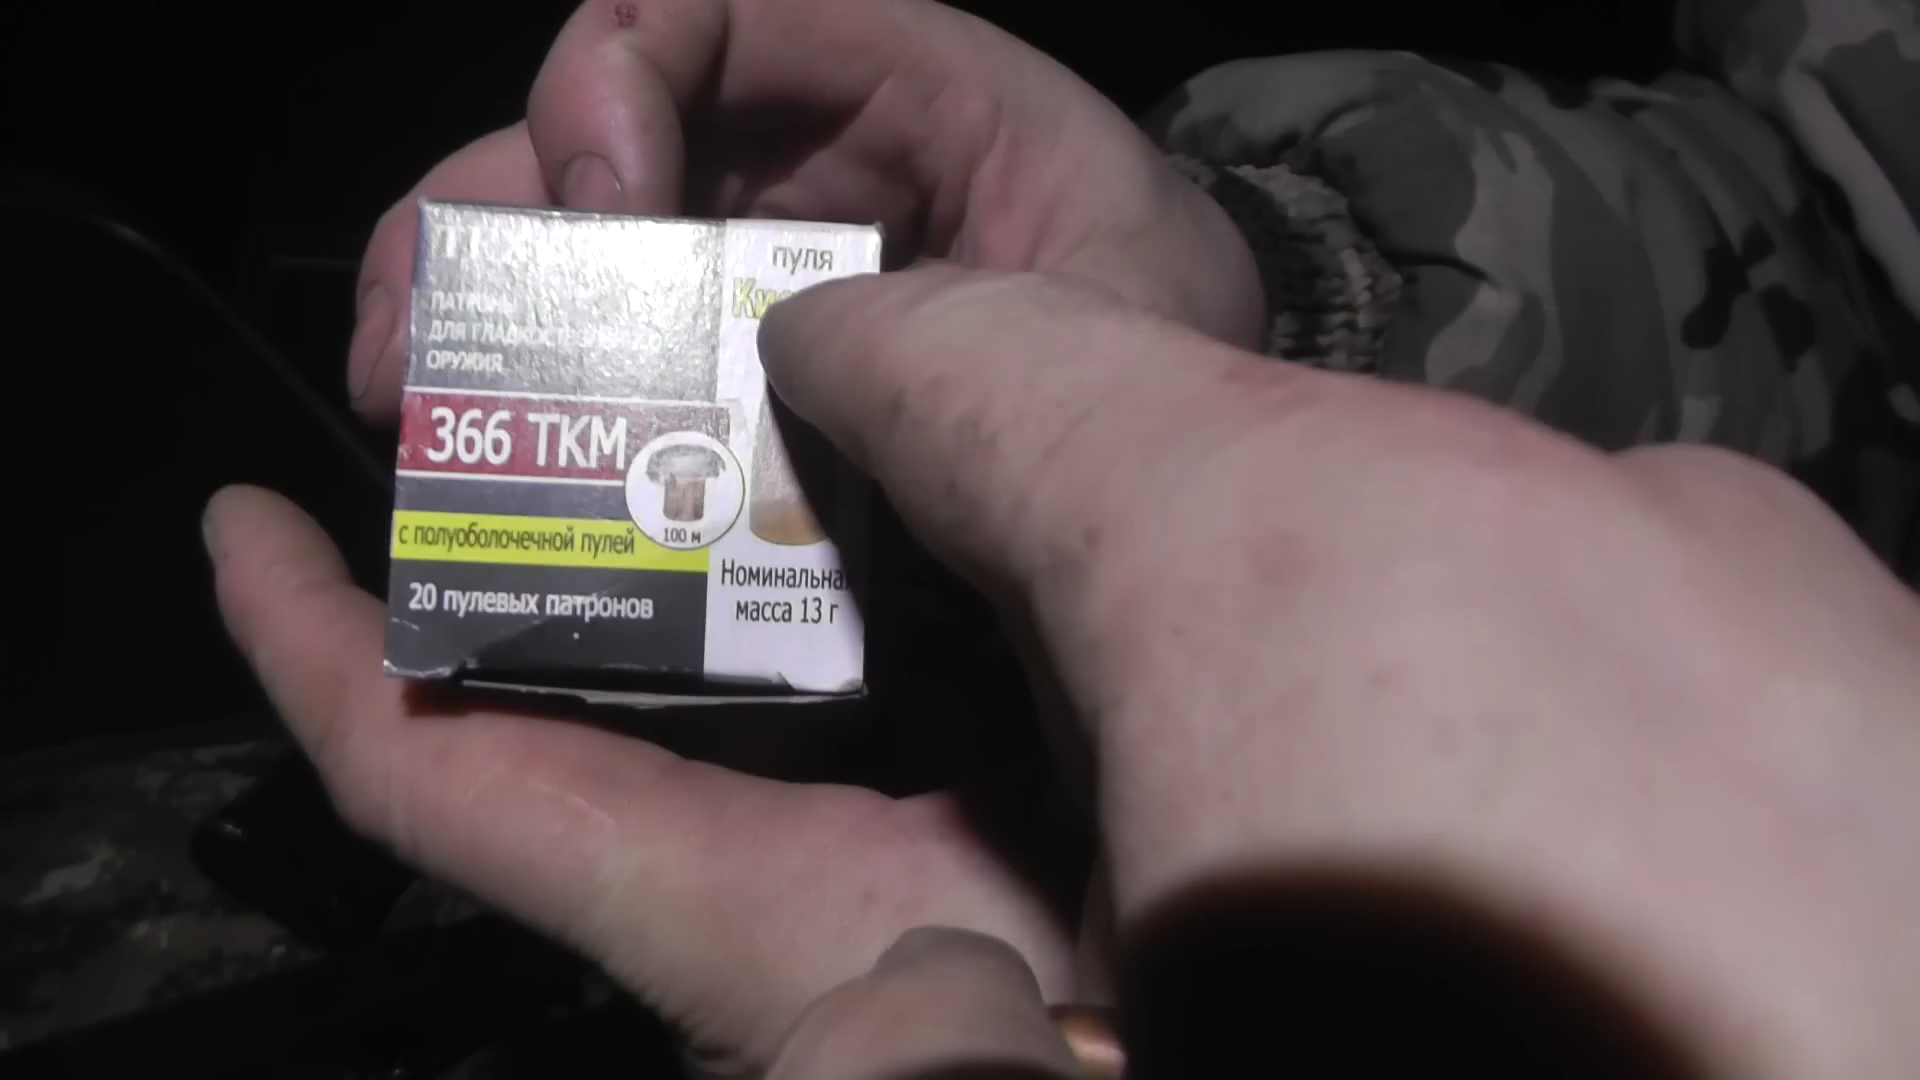 ПАТРОНЫ
ДЛЯ ГЛАДКОСТВОЛЬНОГО
ОРУЖИЯ
366 ТКМ
100 м
с полуоболочечной пулей
20 пулевых патронов
пуля
Номинальная
масса 13 г